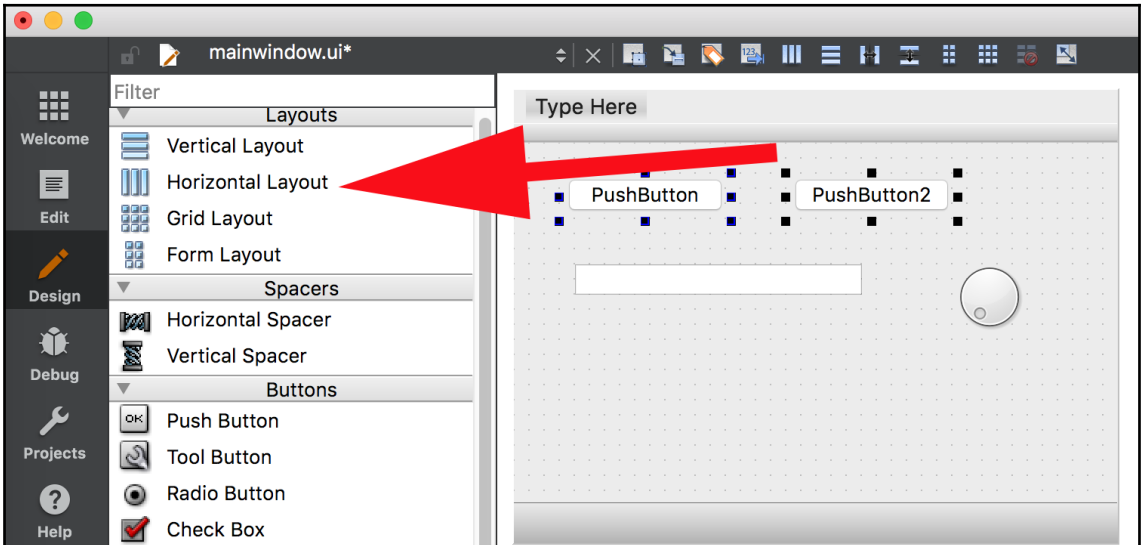 mainwindow.ui*
123
Welcome
Edit
Design
Debug
Projects
Help
Filter
Layouts
Vertical Layout
Horizontal Layout
Grid Layout
Form Layout
Spacers
Horizontal Spacer
Vertical Spacer
Buttons
OK
Push Button
Tool Button
Radio Button
Check Box
Type Here
PushButton
PushButton2